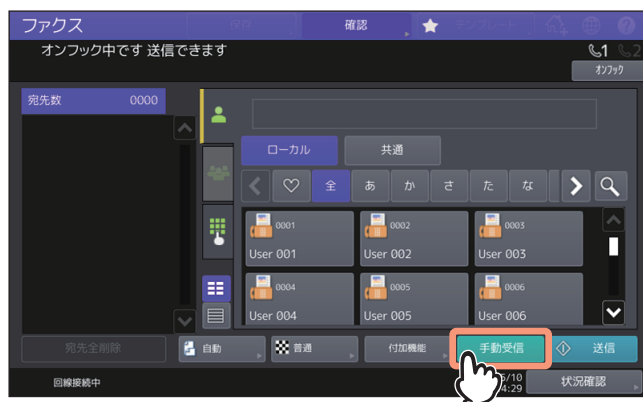 ファクス
保存
確認
テンプレート
オンフック中です 送信できます
1
2
ｵﾝﾌｯｸ
宛先数 0000
ローカル 共通
全 あ か さ た な
0001
User 001
0002
User 002
0003
User 003
0004
User 004
0005
User 005
0006
User 006
宛先全削除
自動
普通
付加機能
手動受信
送信
回線接続中
/10
4:29
状況確認